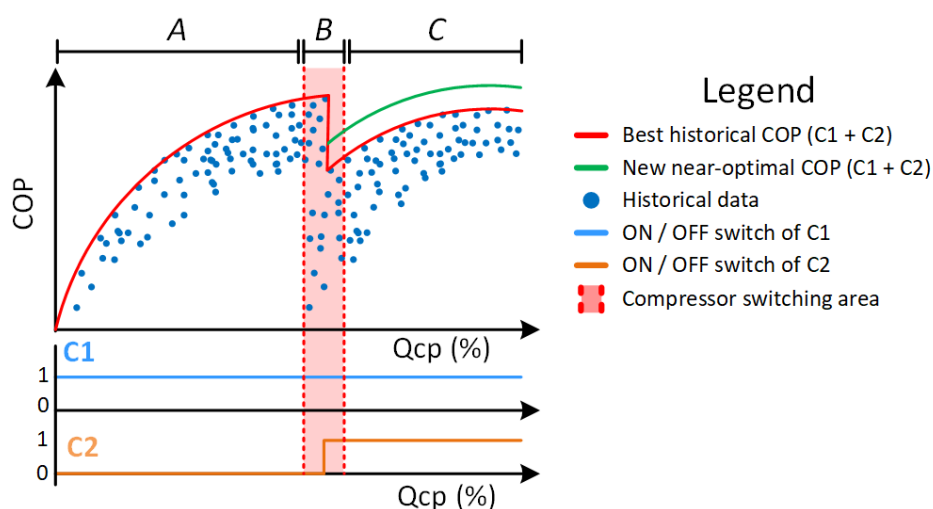 A B C
COP
Qcp (%)
C1
1
0
C2
1
0
Qcp (%)
Legend
Best historical COP (C1 + C2)
New near-optimal COP (C1 + C2)
Historical data
ON / OFF switch of C1
ON / OFF switch of C2
Compressor switching area